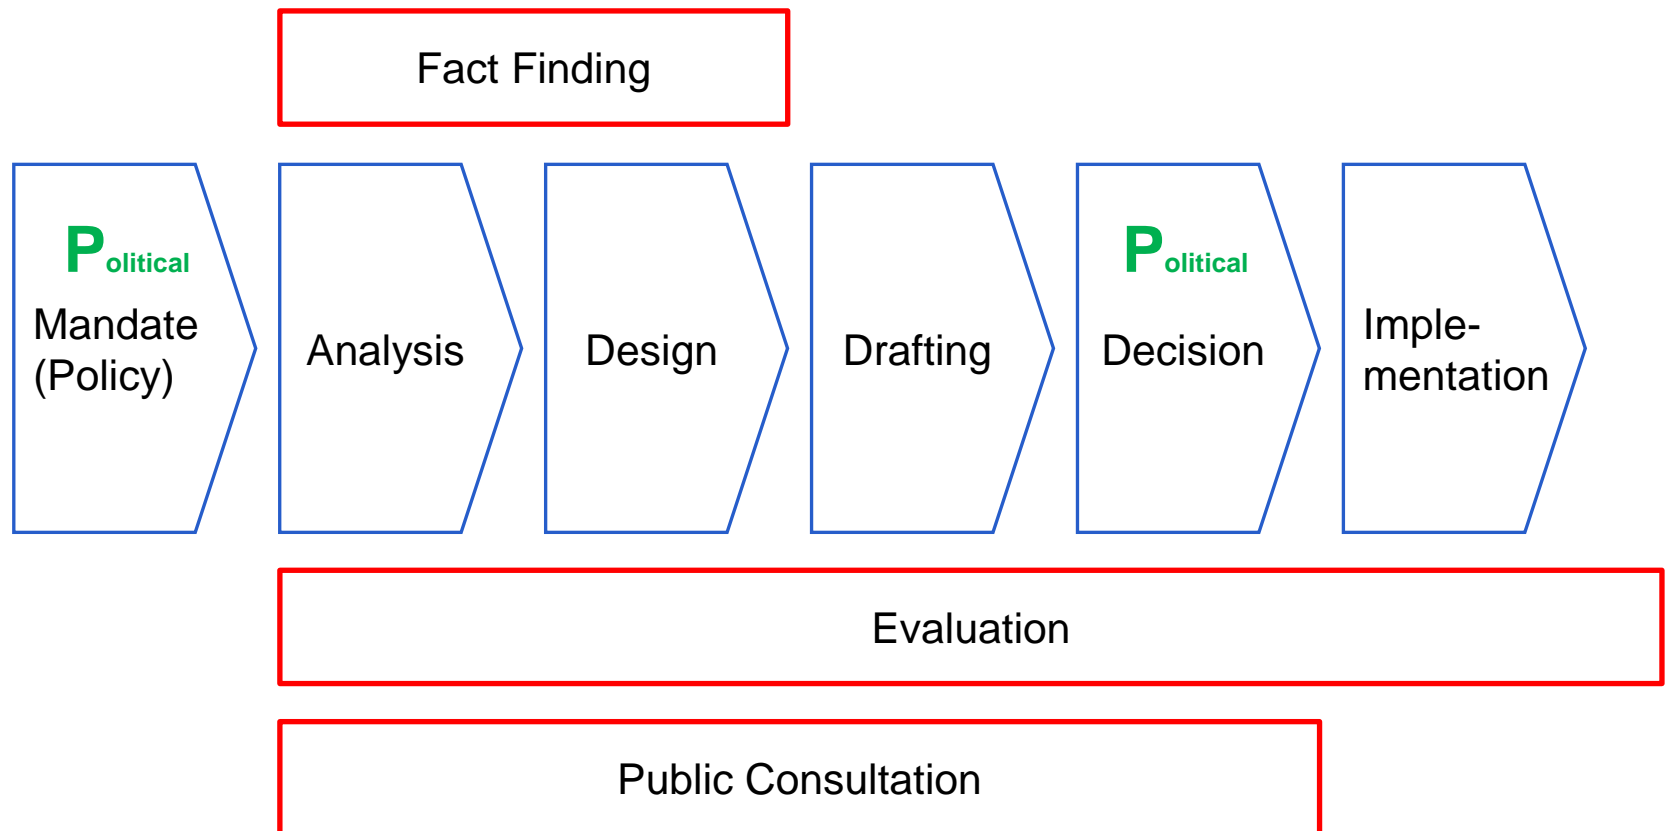 Fact Finding
Political
Mandate
(Policy)
Analysis
Design
Drafting
Political
Decision
Imple-
mentation
Evaluation
Public Consultation